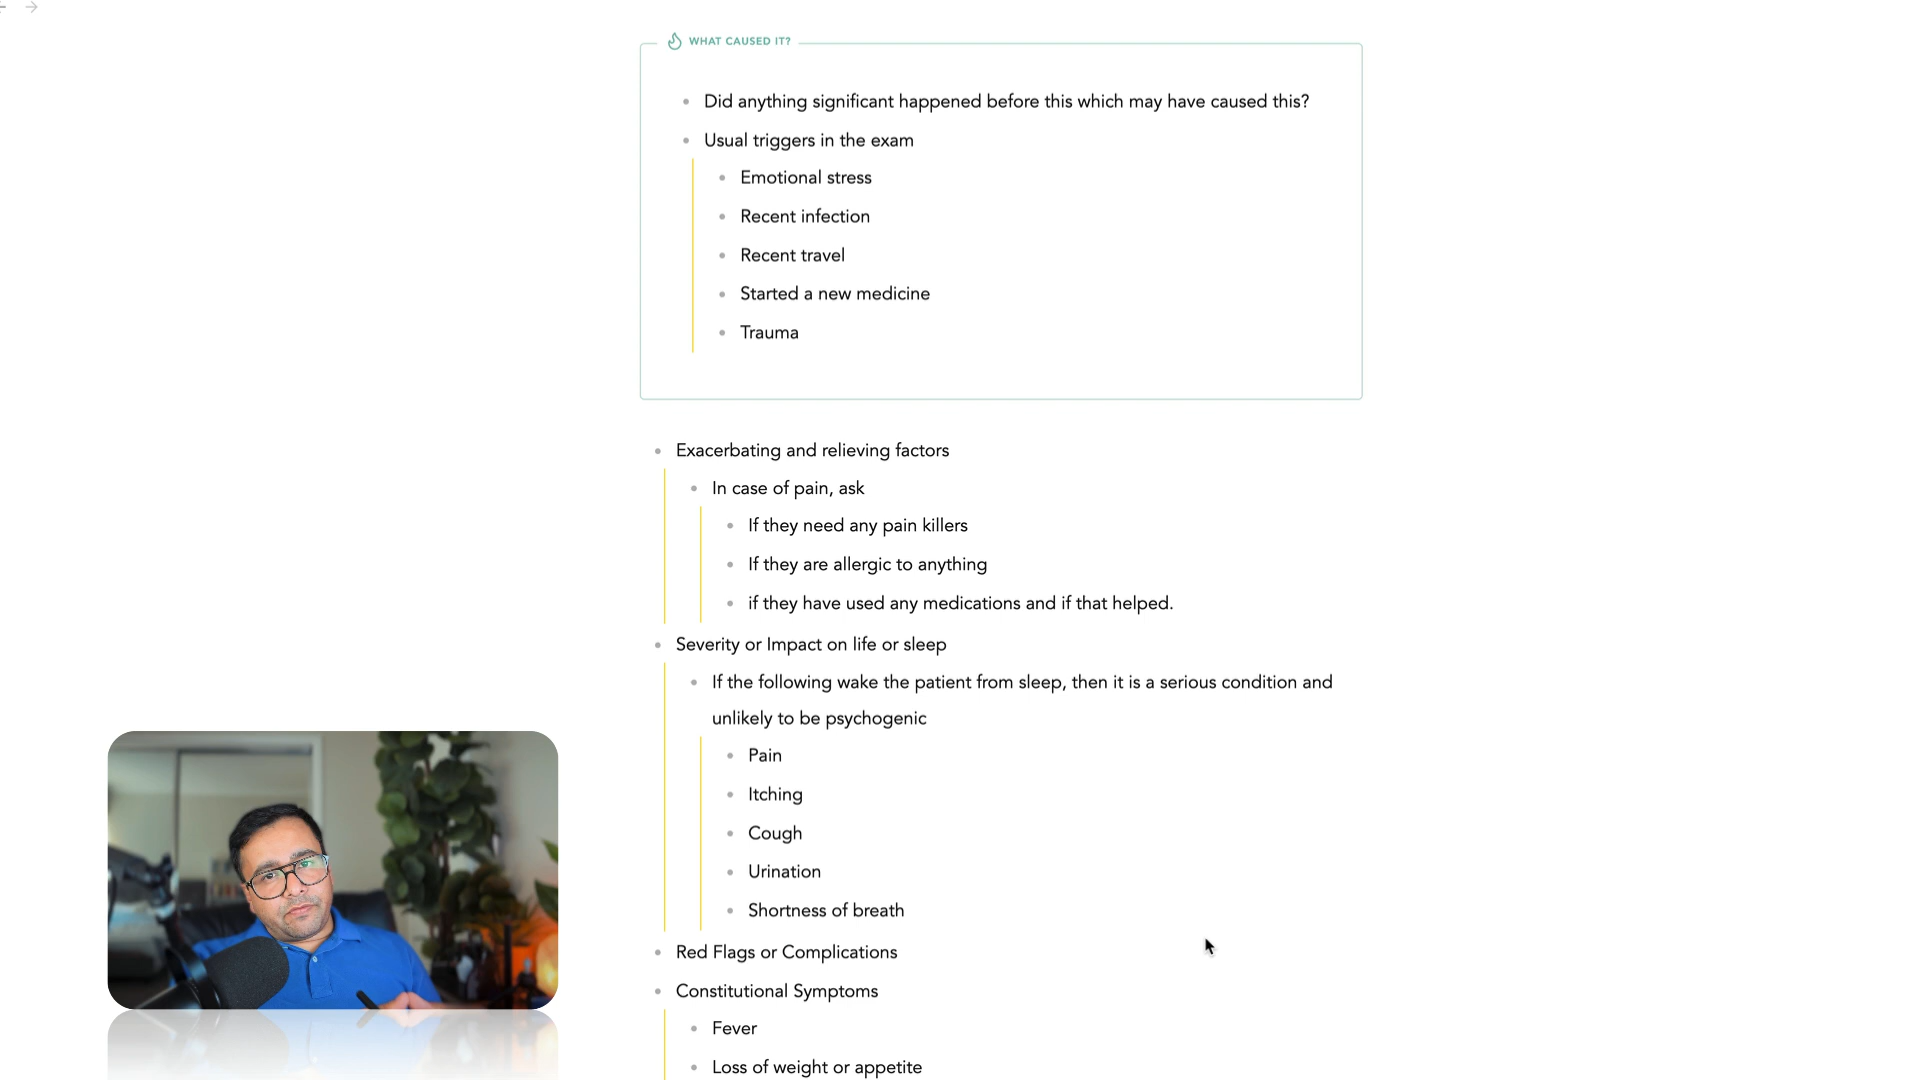 WHAT CAUSED IT?
Did anything significant happened before this which may have caused this?
Usual triggers in the exam
Emotional stress
Recent infection
Recent travel
Started a new medicine
Trauma
Exacerbating and relieving factors
In case of pain, ask
If they need any pain killers
If they are allergic to anything
if they have used any medications and if that helped.
Severity or Impact on life or sleep
If the following wake the patient from sleep, then it is a serious condition and
unlikely to be psychogenic
Pain
Itching
Cough
Urination
Shortness of breath
Red Flags or Complications
Constitutional Symptoms
Fever
Loss of weight or appetite